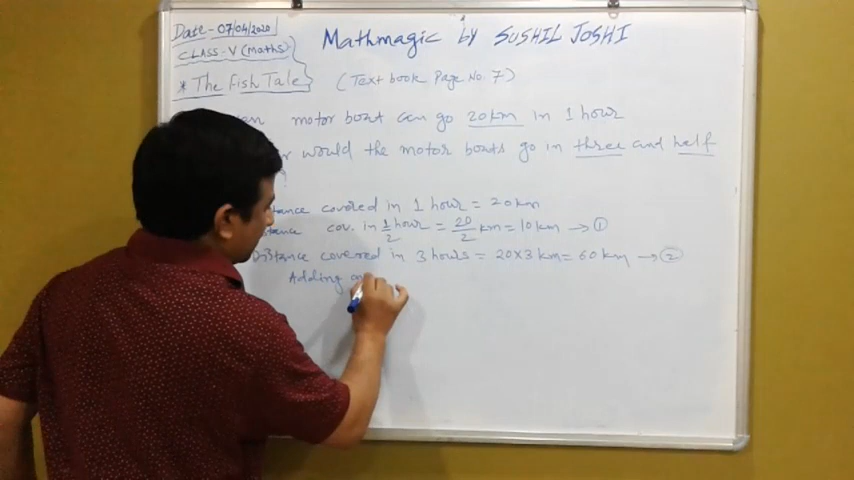 Date - 07/04/2020
CLASS - V (Maths)
Mathmagic by SUSHIL JOSHI
* The Fish Tale (Text book Page No. 7)
motor boat can go 20 km in 1 hour
would the motor boats go in three and half
?
covered in 1 hour = 20 km
cov. in 1/2 hour = 20/2 km = 10 km → ①
Distance covered in 3 hours = 20 x 3 km = 60 km → ②
Adding